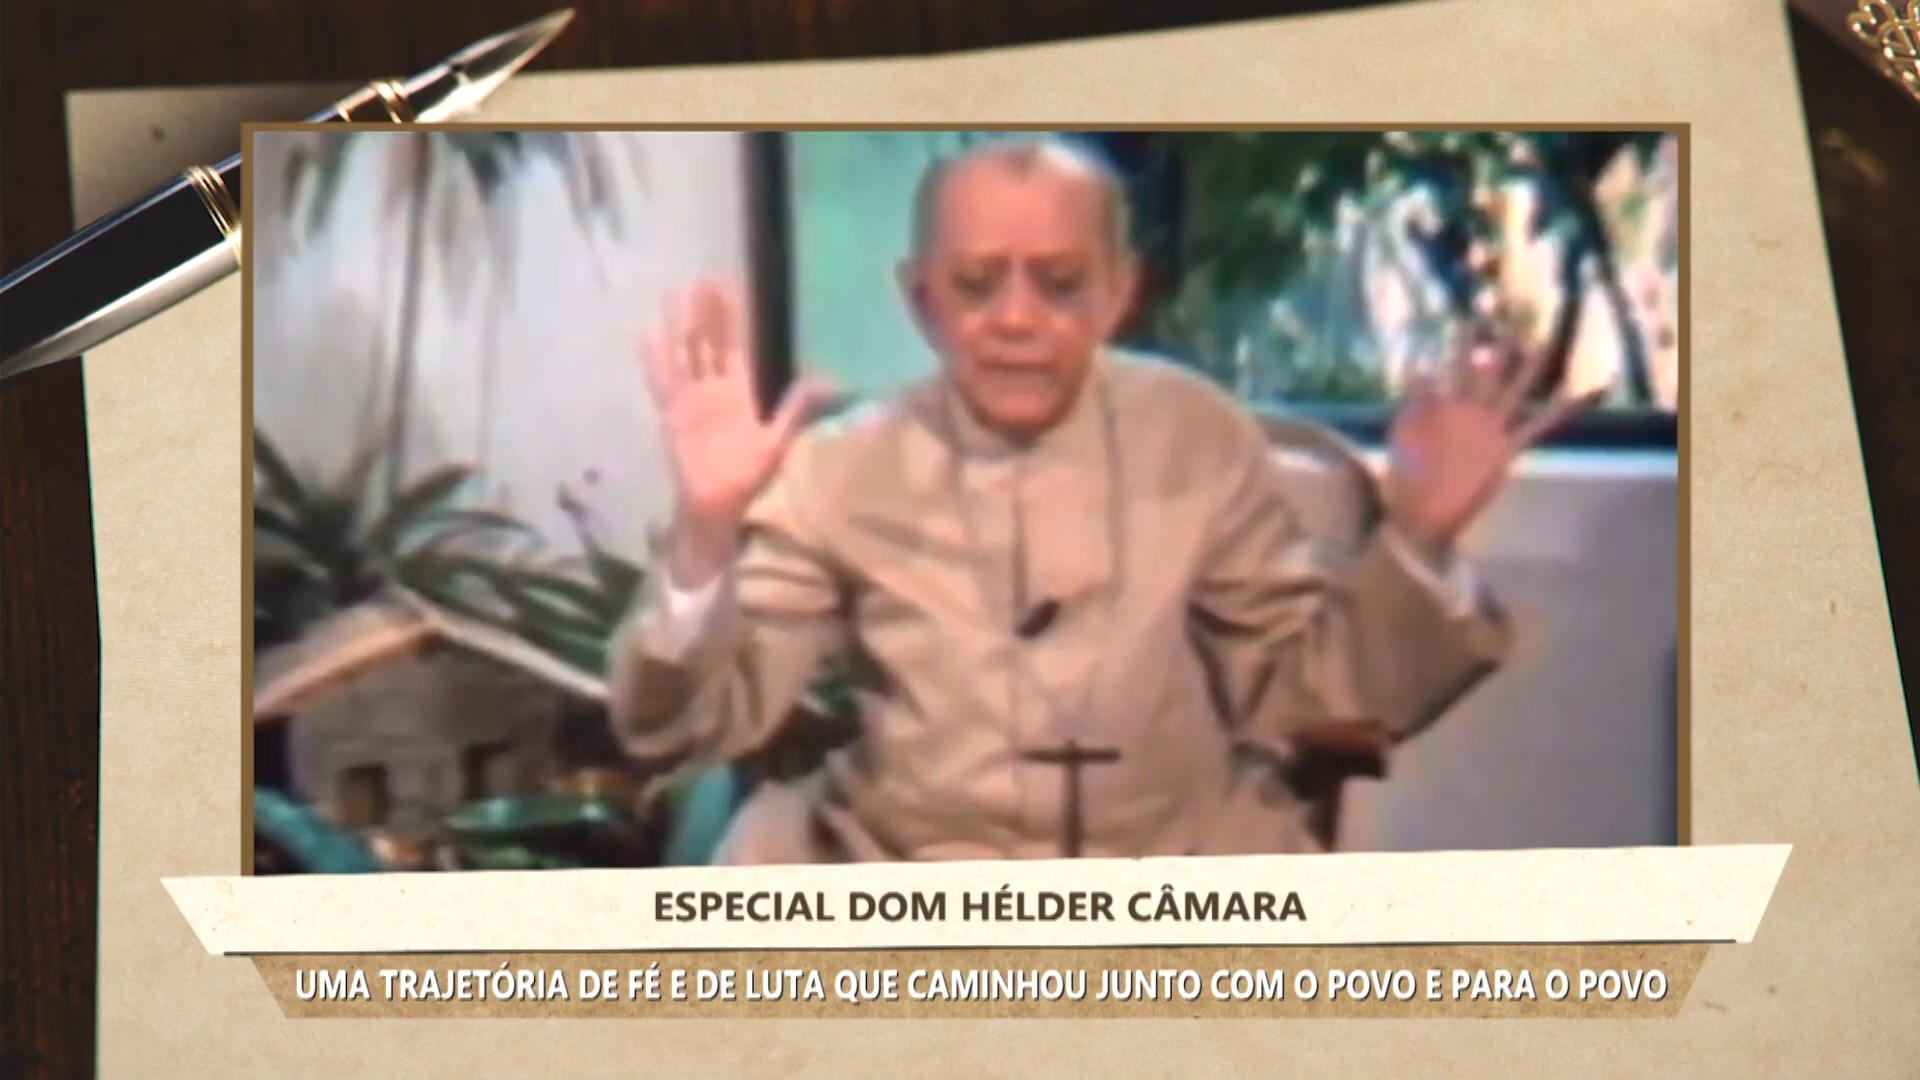 ESPECIAL DOM HÉLDER CÂMARA
UMA TRAJETÓRIA DE FÉ E DE LUTA QUE CAMINHOU JUNTO COM O POVO E PARA O POVO